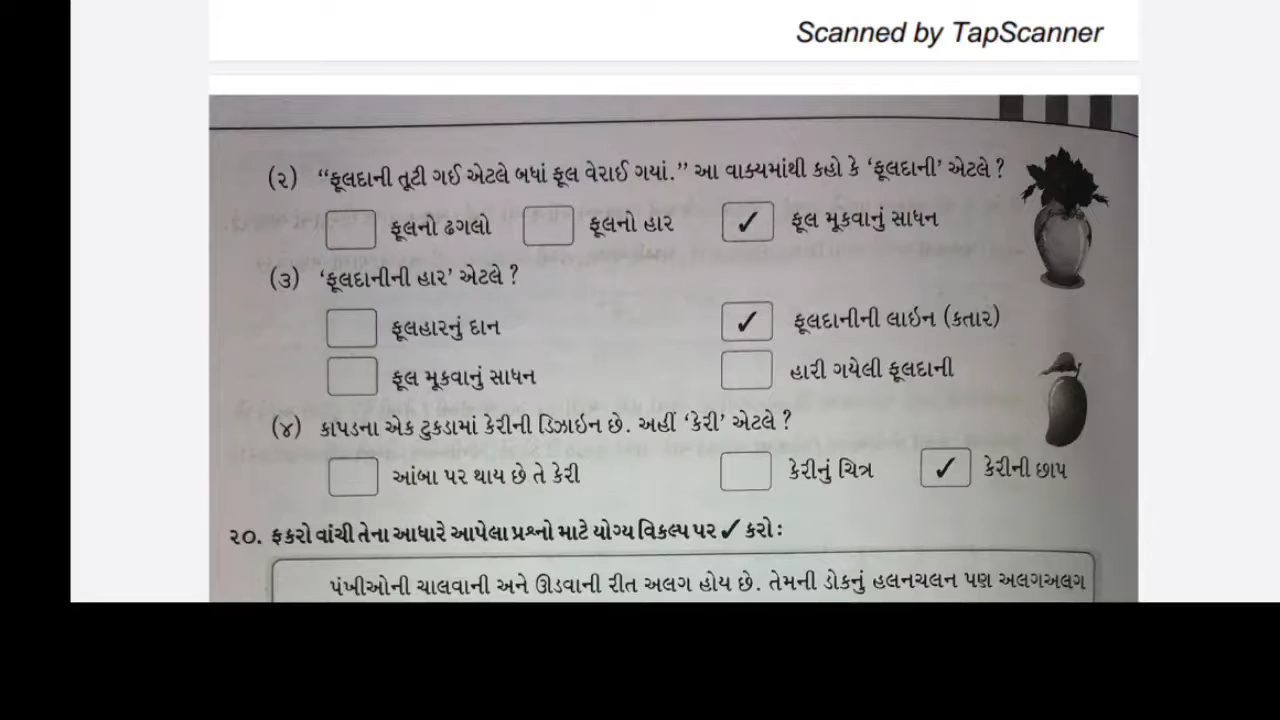 Scanned by TapScanner
(૨) “ફૂલદાની તૂટી ગઈ એટલે બધાં ફૂલ વેરાઈ ગયાં.” આ વાક્યમાંથી કહો કે ‘ફૂલદાની’ એટલે ?
ફૂલનો ઢગલો ફૂલનો હાર ✓ ફૂલ મૂકવાનું સાધન
(૩) ‘ફૂલદાનીની હાર’ એટલે ?
ફૂલહારનું દાન ✓ ફૂલદાનીની લાઇન (કતાર)
ફૂલ મૂકવાનું સાધન હારી ગયેલી ફૂલદાની
(૪) કાપડના એક ટુકડામાં કેરીની ડિઝાઇન છે. અહીં ‘કેરી’ એટલે ?
આંબા પર થાય છે તે કેરી કેરીનું ચિત્ર ✓ કેરીની છાપ
૨૦. ફકરો વાંચી તેના આધારે આપેલા પ્રશ્નો માટે યોગ્ય વિકલ્પ પર ✓ કરો :
પંખીઓની ચાલવાની અને ઊડવાની રીત અલગ હોય છે. તેમની ડોકનું હલનચલન પણ અલગઅલગ